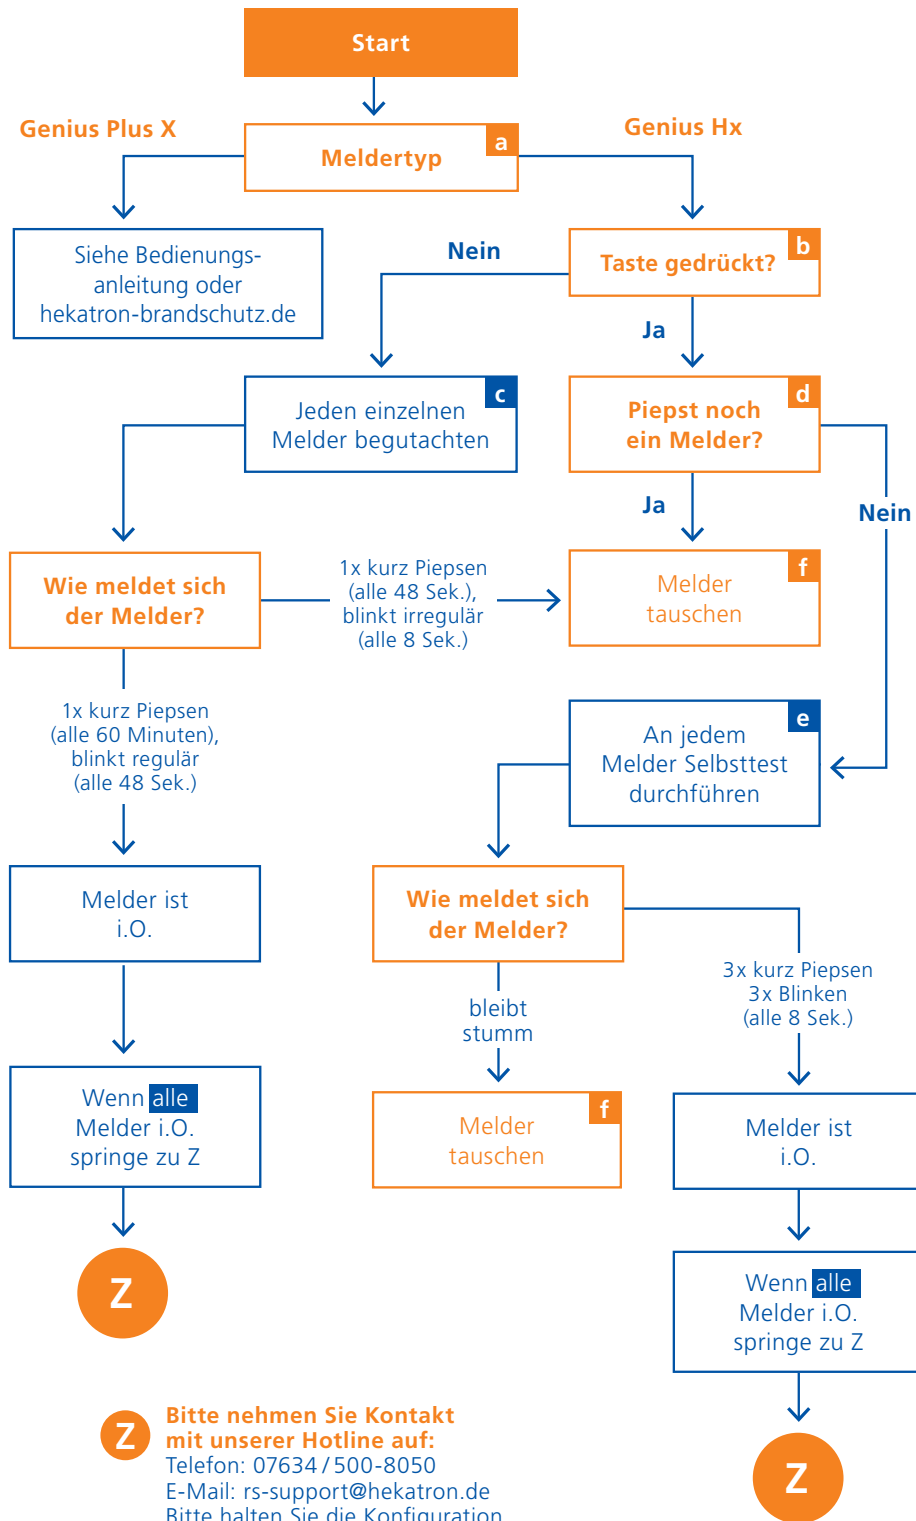 Start
Genius Plus X
Genius Hx
a
Meldertyp
Siehe Bedienungs-
anleitung oder
hekatron-brandschutz.de
Nein
b
Taste gedrückt?
Ja
c
Jeden einzelnen
Melder begutachten
d
Piepst noch
ein Melder?
Ja
Nein
Wie meldet sich
der Melder?
1x kurz Piepsen
(alle 48 Sek.),
blinkt irregulär
(alle 8 Sek.)
f
Melder
tauschen
1x kurz Piepsen
(alle 60 Minuten),
blinkt regulär
(alle 48 Sek.)
e
An jedem
Melder Selbsttest
durchführen
Melder ist
i.O.
Wie meldet sich
der Melder?
bleibt
stumm
3x kurz Piepsen
3x Blinken
(alle 8 Sek.)
Wenn alle
Melder i.O.
springe zu Z
f
Melder
tauschen
Melder ist
i.O.
Z
Wenn alle
Melder i.O.
springe zu Z
Z
Z
Bitte nehmen Sie Kontakt
mit unserer Hotline auf:
Telefon: 07634/500-8050
E-Mail: rs-support@hekatron.de
Bitte halten Sie die Konfiguration